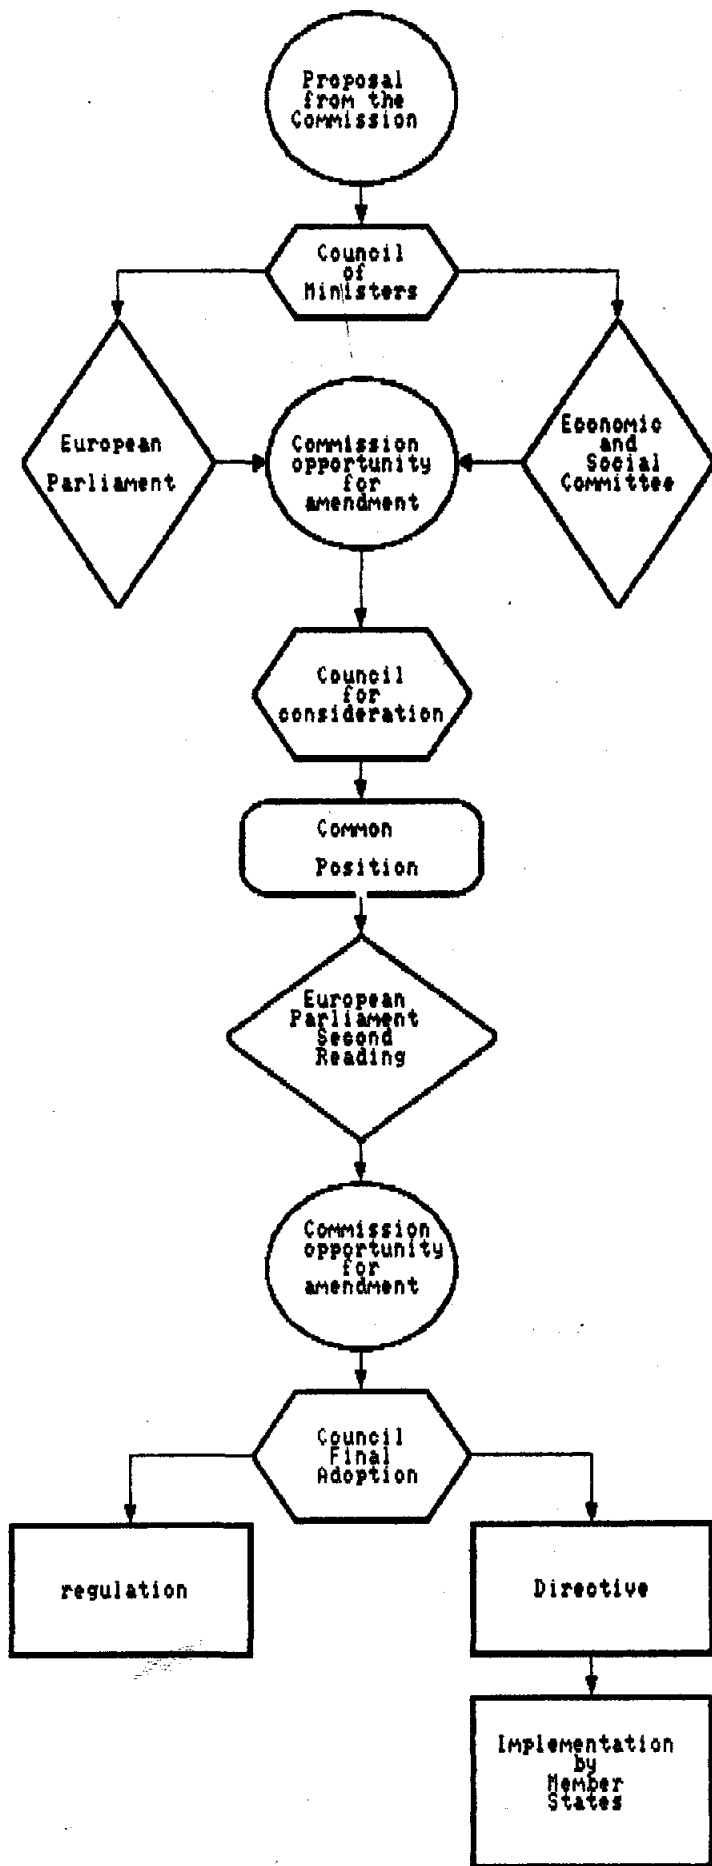 Proposal
from the
Commission
Council
of
Ministers
European
Parliament
Commission
opportunity
for
amendment
Economic
and
Social
Committee
Council
for
consideration
Common
Position
European
Parliament
Second
Reading
Commission
opportunity
for
amendment
Council
Final
Adoption
regulation
Directive
Implementation
by
Member
States